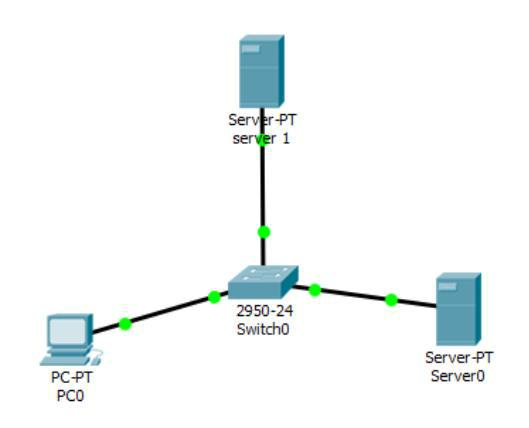 Server-PT
server 1
2950-24
Switch0
PC-PT
PC0
Server-PT
Server0